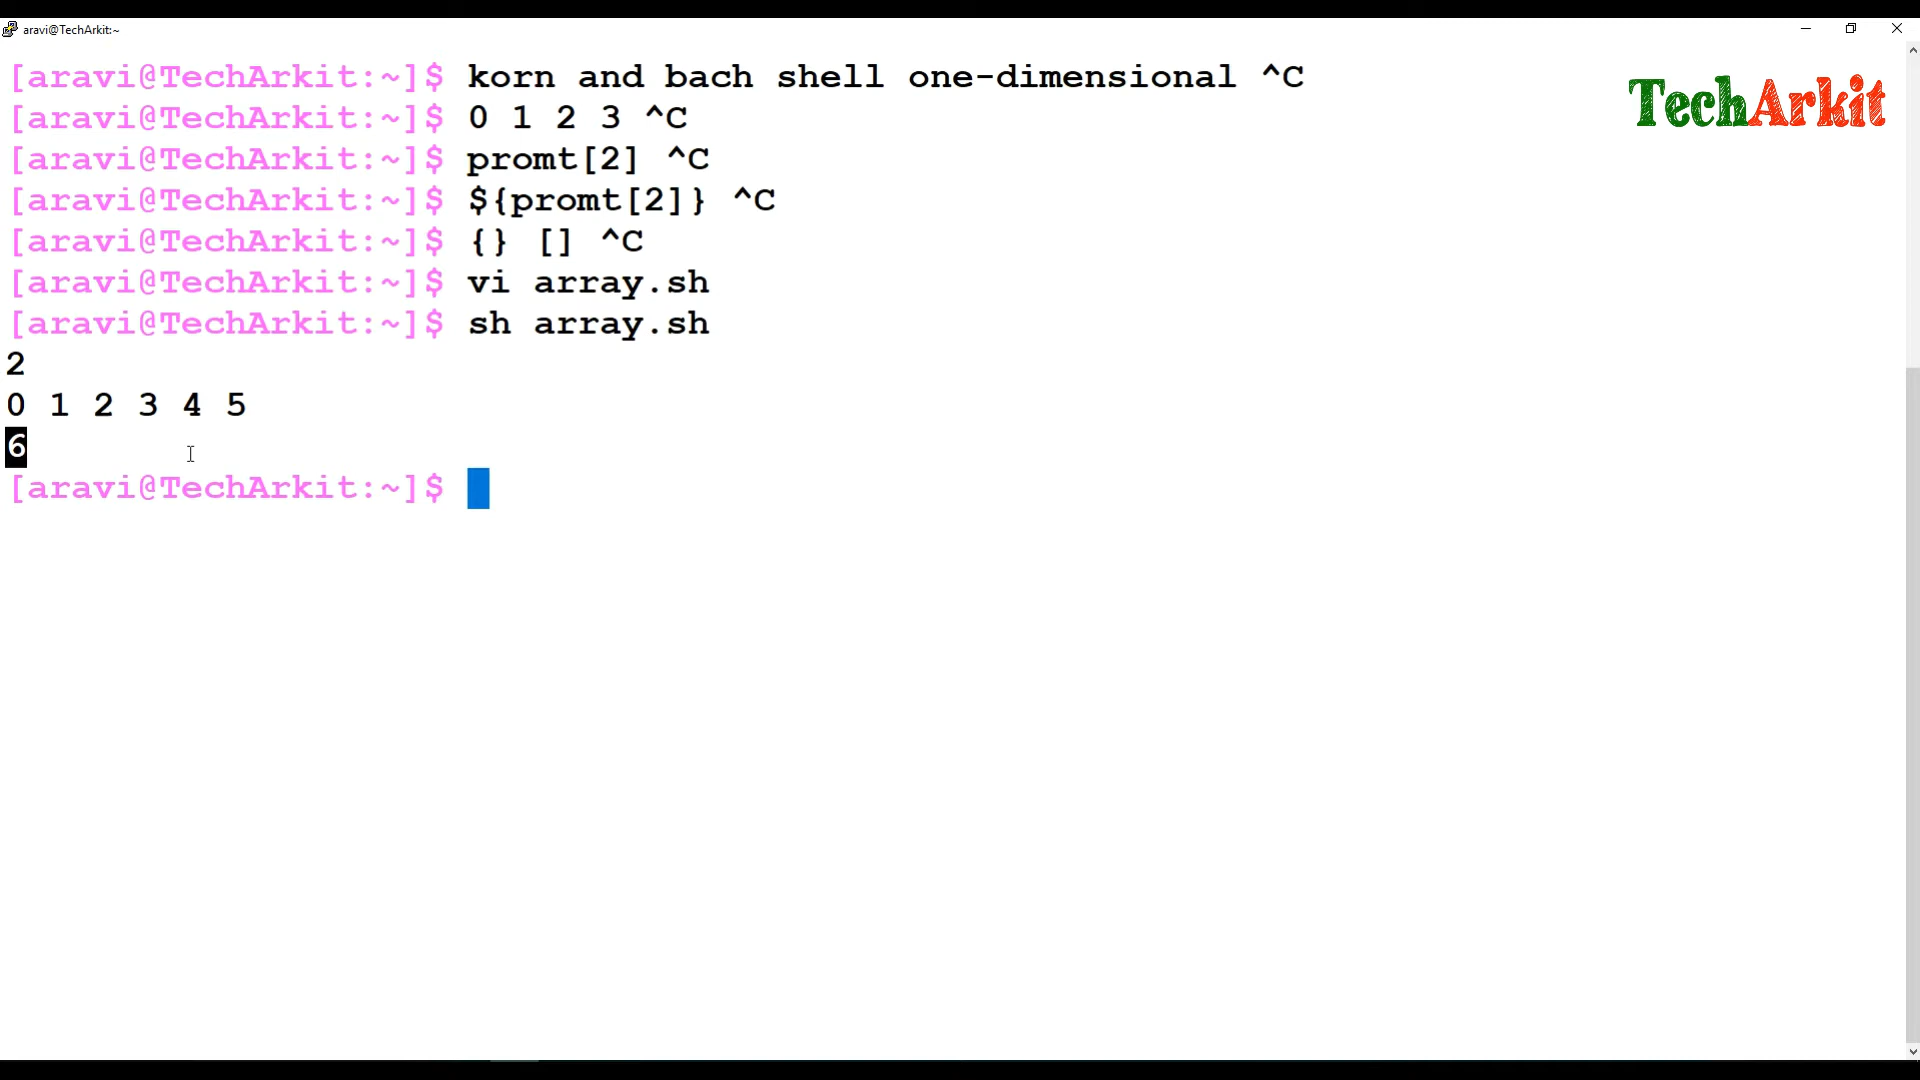 aravi@TechArkit:~
[aravi@TechArkit:~]$ korn and bach shell one-dimensional ^C
TechArkit
[aravi@TechArkit:~]$ 0 1 2 3 ^C
[aravi@TechArkit:~]$ promt[2] ^C
[aravi@TechArkit:~]$ ${promt[2]} ^C
[aravi@TechArkit:~]$ {} [] ^C
[aravi@TechArkit:~]$ vi array.sh
[aravi@TechArkit:~]$ sh array.sh
2
0 1 2 3 4 5
6
[aravi@TechArkit:~]$